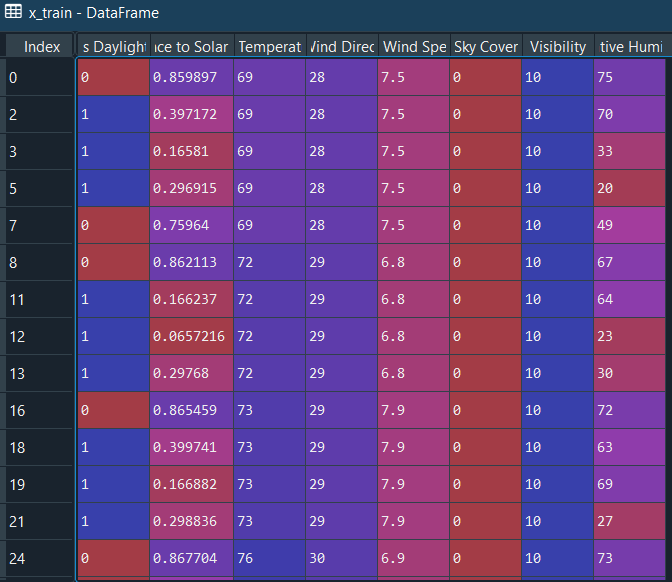 x_train - DataFrame
Index s Daylight ce to Solar Temperat Wind Direc Wind Spe Sky Cover Visibility tive Humi
0 0 0.859897 69 28 7.5 0 10 75
2 1 0.397172 69 28 7.5 0 10 70
3 1 0.16581 69 28 7.5 0 10 33
5 1 0.296915 69 28 7.5 0 10 20
7 0 0.75964 69 28 7.5 0 10 49
8 0 0.862113 72 29 6.8 0 10 67
11 1 0.166237 72 29 6.8 0 10 64
12 1 0.0657216 72 29 6.8 0 10 23
13 1 0.29768 72 29 6.8 0 10 30
16 0 0.865459 73 29 7.9 0 10 72
18 1 0.399741 73 29 7.9 0 10 63
19 1 0.166882 73 29 7.9 0 10 69
21 1 0.298836 73 29 7.9 0 10 27
24 0 0.867704 76 30 6.9 0 10 73